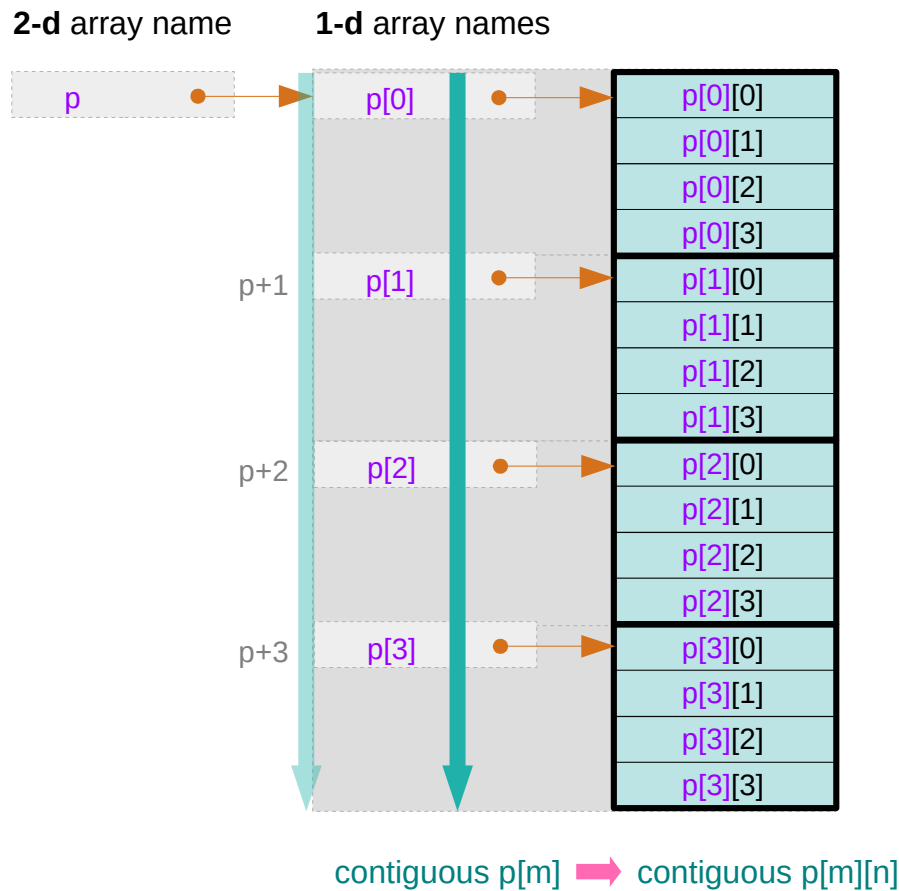 2-d array name 1-d array names
p p[0] p[0][0]
p[0][1]
p[0][2]
p[0][3]
p+1 p[1] p[1][0]
p[1][1]
p[1][2]
p[1][3]
p+2 p[2] p[2][0]
p[2][1]
p[2][2]
p[2][3]
p+3 p[3] p[3][0]
p[3][1]
p[3][2]
p[3][3]
contiguous p[m] contiguous p[m][n]